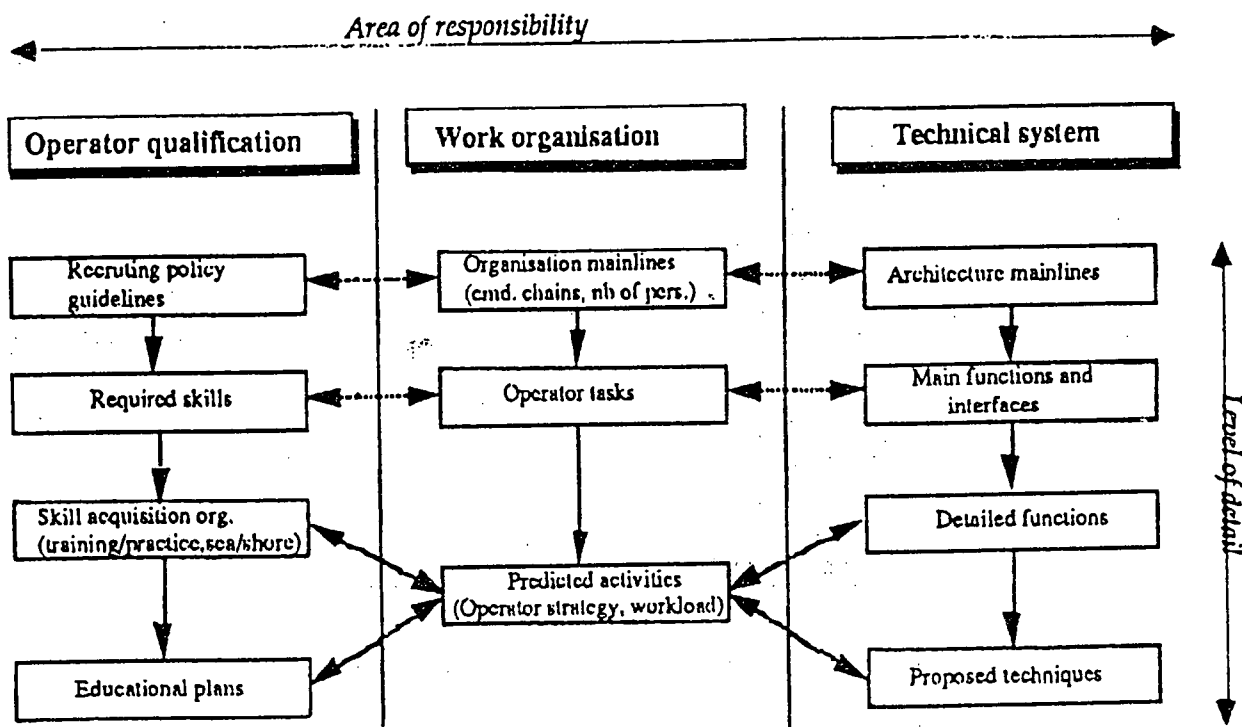 Area of responsibility
Operator qualification
Work organisation
Technical system
Recruting policy
guidelines
Organisation mainlines
(cmd. chains, nb of pers.)
Architecture mainlines
Required skills
Operator tasks
Main functions and
interfaces
Level of detail
Skill acquisition org.
(training/practice,sea/shore)
Detailed functions
Predicted activities
(Operator strategy, workload)
Educational plans
Proposed techniques